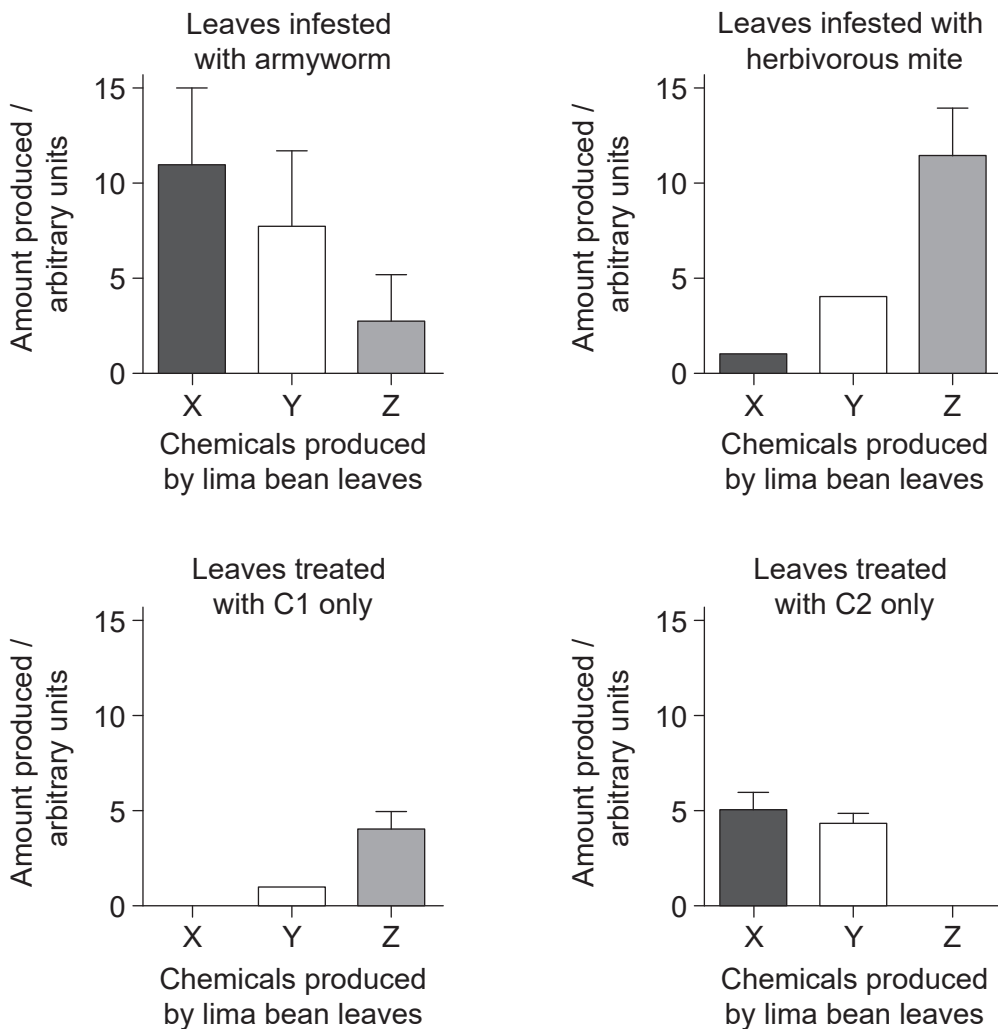 Leaves infested
with armyworm
Amount produced /
arbitrary units
15
10
5
0
X Y Z
Chemicals produced
by lima bean leaves
Leaves infested with
herbivorous mite
Amount produced /
arbitrary units
15
10
5
0
X Y Z
Chemicals produced
by lima bean leaves
Leaves treated
with C1 only
Amount produced /
arbitrary units
15
10
5
0
X Y Z
Chemicals produced
by lima bean leaves
Leaves treated
with C2 only
Amount produced /
arbitrary units
15
10
5
0
X Y Z
Chemicals produced
by lima bean leaves